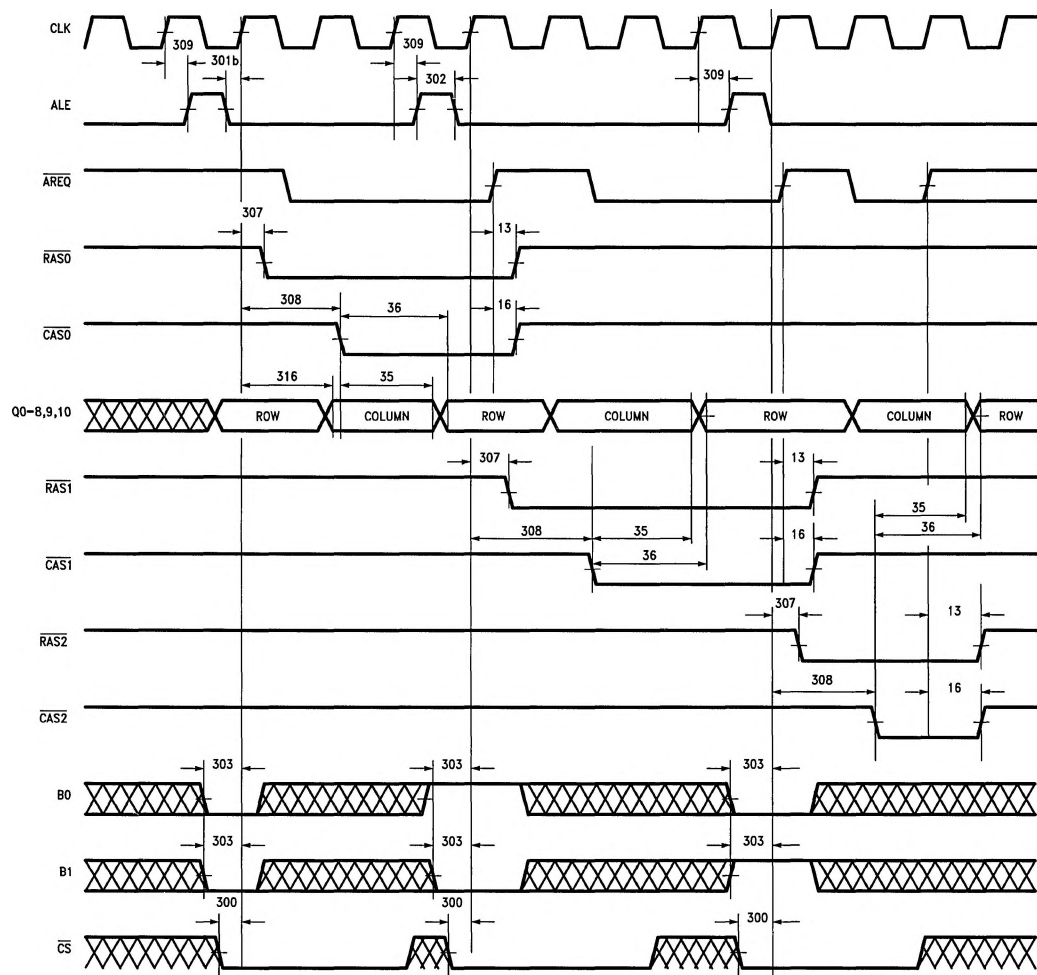 CLK
309 301b 309 302 309
ALE
AREQ
307 13
RAS0
308 36 16
CAS0
316 35
Q0-8,9,10 ROW COLUMN ROW COLUMN ROW COLUMN ROW
307 13
RAS1
35
308 35 16 36
CAS1 36
307 13
RAS2
308 16
CAS2
303 303 303
B0
303 303 303
B1
300 300 300
CS